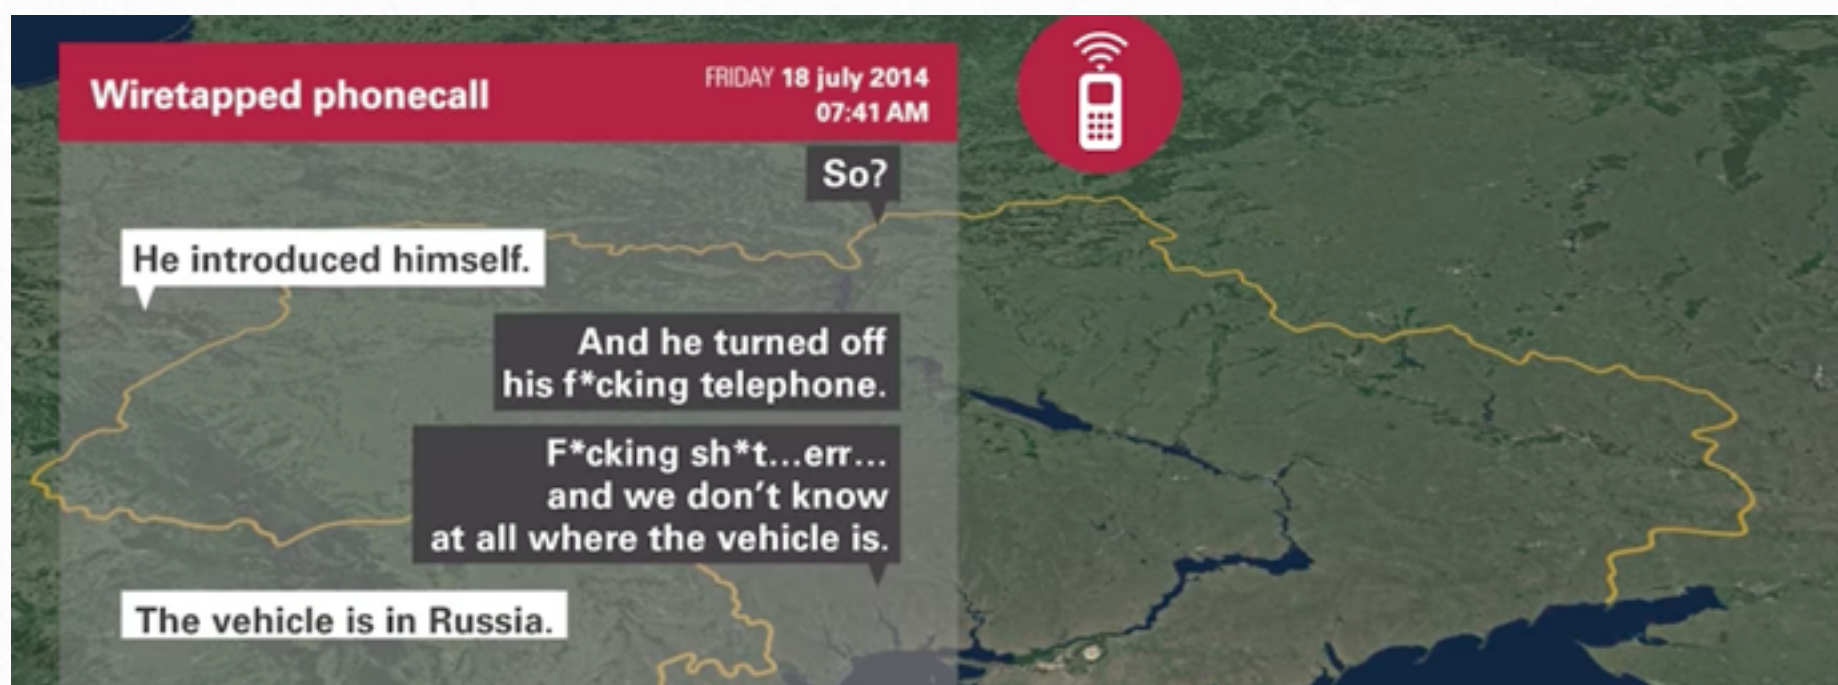 Wiretapped phonecall
FRIDAY 18 july 2014
07:41 AM
So?
He introduced himself.
And he turned off
his f*cking telephone.
F*cking sh*t...err...
and we don't know
at all where the vehicle is.
The vehicle is in Russia.